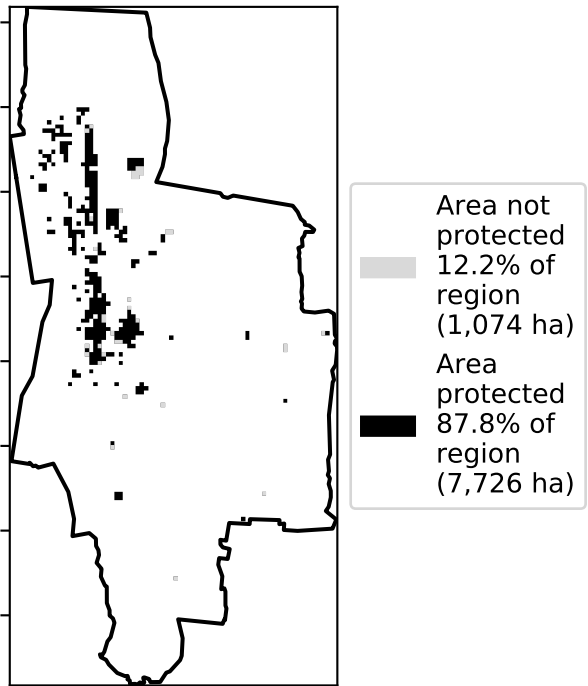 Area not
protected
12.2% of
region
(1,074 ha)
Area
protected
87.8% of
region
(7,726 ha)